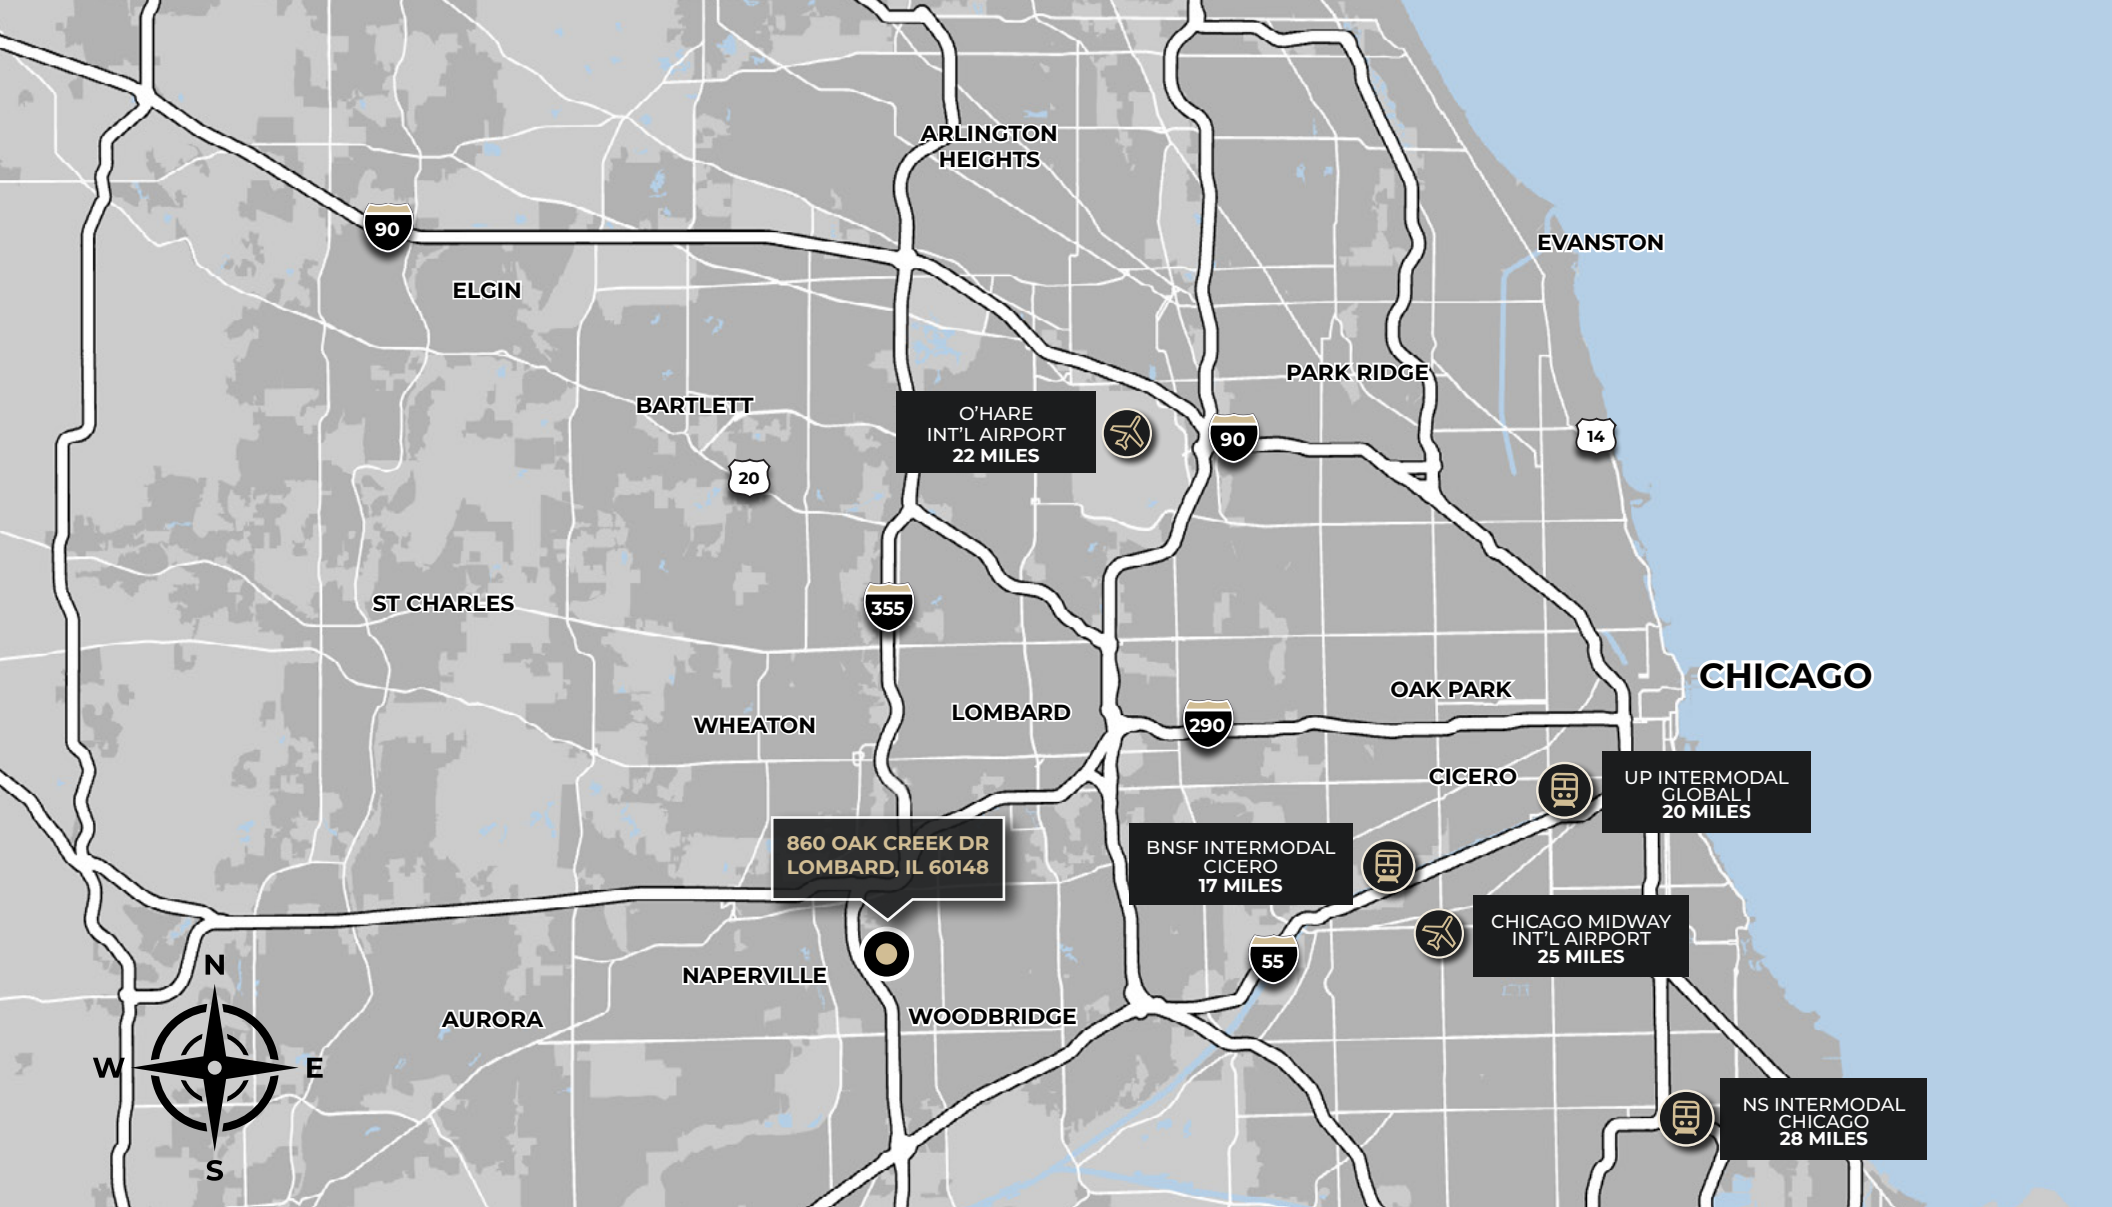 ARLINGTON
HEIGHTS
90
EVANSTON
ELGIN
PARK RIDGE
BARTLETT
O’HARE
INT’L AIRPORT
22 MILES
90
14
20
ST CHARLES
355
CHICAGO
OAK PARK
LOMBARD
WHEATON
290
CICERO
UP INTERMODAL
GLOBAL I
20 MILES
860 OAK CREEK DR
LOMBARD, IL 60148
BNSF INTERMODAL
CICERO
17 MILES
CHICAGO MIDWAY
INT’L AIRPORT
25 MILES
55
N
NAPERVILLE
WOODBRIDGE
AURORA
W
E
S
NS INTERMODAL
CHICAGO
28 MILES